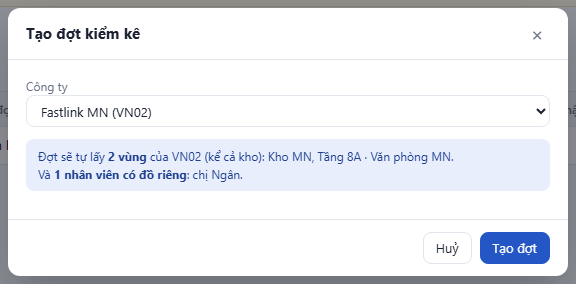 Tạo đợt kiểm kê
×
Công ty
Fastlink MN (VN02)
Đợt sẽ tự lấy 2 vùng của VN02 (kể cả kho): Kho MN, Tầng 8A · Văn phòng MN.
Và 1 nhân viên có đồ riêng: chị Ngân.
Huỷ
Tạo đợt